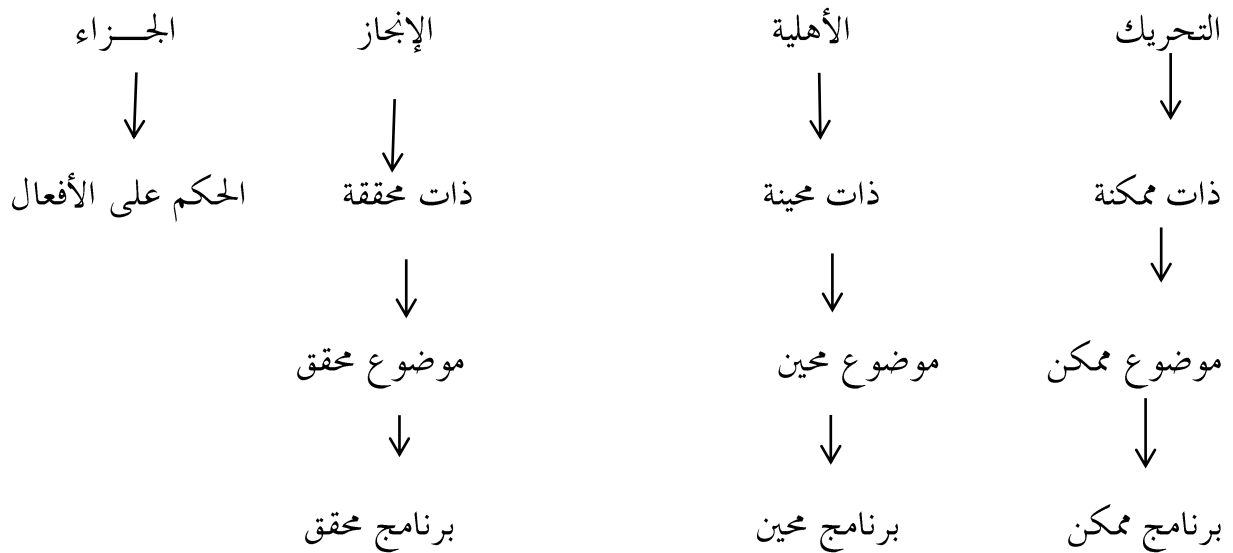 التحريك الأهلية الإنجاز الجـــزاء
ذات ممكنة ذات محينة ذات محققة الحكم على الأفعال
موضوع ممكن موضوع محين موضوع محقق
برنامج ممكن برنامج محين برنامج محقق